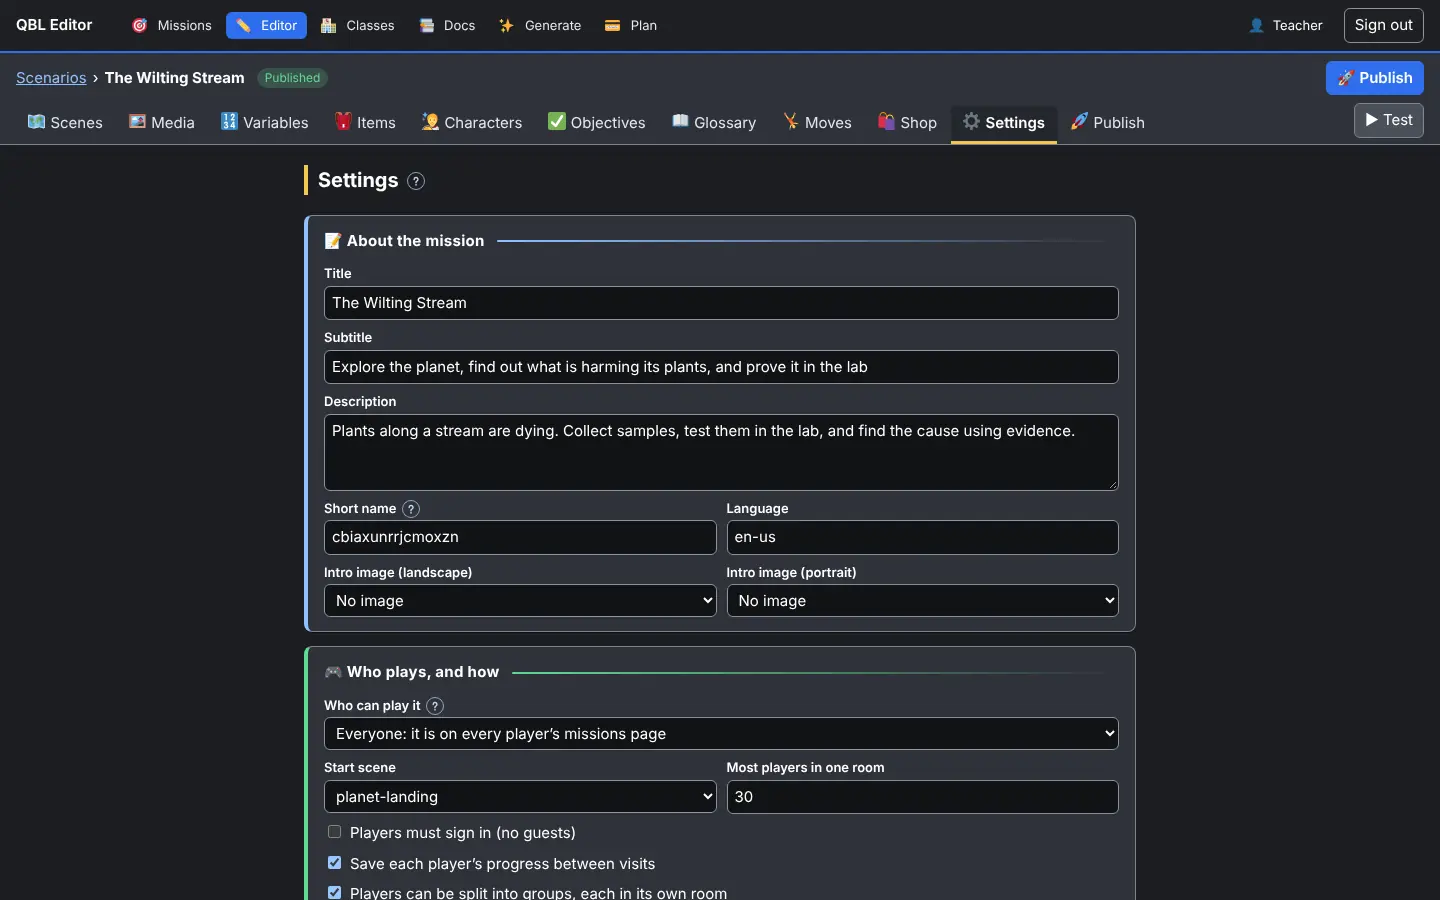 QBL Editor
Missions
Editor
Classes
Docs
Generate
Plan
Teacher
Sign out
Scenarios › The Wilting Stream
Published
Publish
Scenes
Media
Variables
Items
Characters
Objectives
Glossary
Moves
Shop
Settings
Publish
Test
Settings ?
About the mission
Title
The Wilting Stream
Subtitle
Explore the planet, find out what is harming its plants, and prove it in the lab
Description
Plants along a stream are dying. Collect samples, test them in the lab, and find the cause using evidence.
Short name ?
Language
cbiaxunrrjcmoxzn
en-us
Intro image (landscape)
Intro image (portrait)
No image
No image
Who plays, and how
Who can play it ?
Everyone: it is on every player’s missions page
Start scene
Most players in one room
planet-landing
30
Players must sign in (no guests)
Save each player’s progress between visits
Players can be split into groups, each in its own room